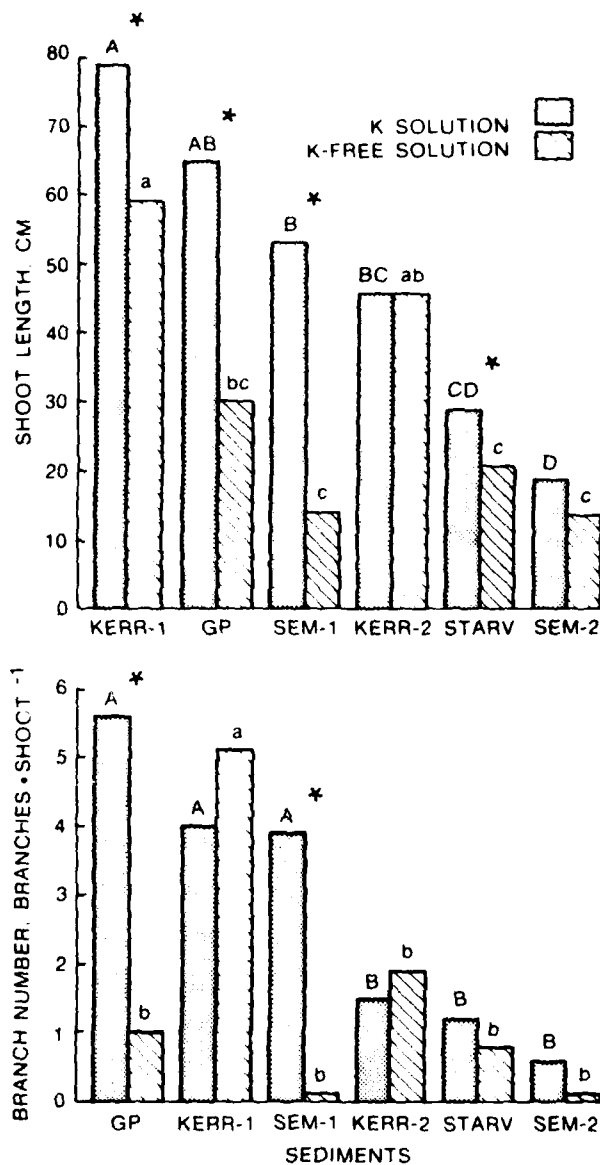 80
70
60
50
40
30
20
10
0
SHOOT LENGTH, CM
A *
a
AB *
bc
B *
c
BC ab
CD *
c
D
c
K SOLUTION
K-FREE SOLUTION
KERR-1 GP SEM-1 KERR-2 STARV SEM-2
6
5
4
3
2
1
0
BRANCH NUMBER, BRANCHES • SHOOT -1
A *
b
A
a
A *
b
B
b
B
b
B
b
GP KERR-1 SEM-1 KERR-2 STARV SEM-2
SEDIMENTS